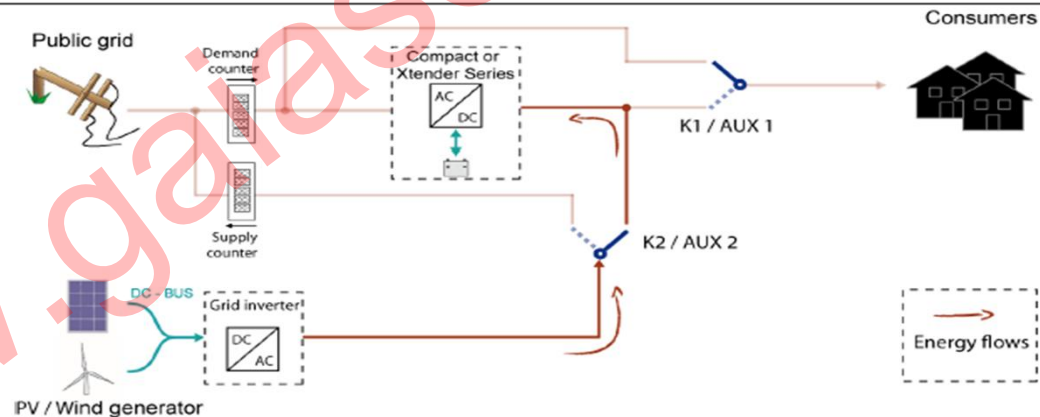 Consumers
Public grid
Demand
counter
Compact or
Xtender Series
AC
DC
K1 / AUX 1
Supply
counter
K2 / AUX 2
DC - BUS
Grid inverter
DC
AC
Energy flows
PV / Wind generator
.gaias